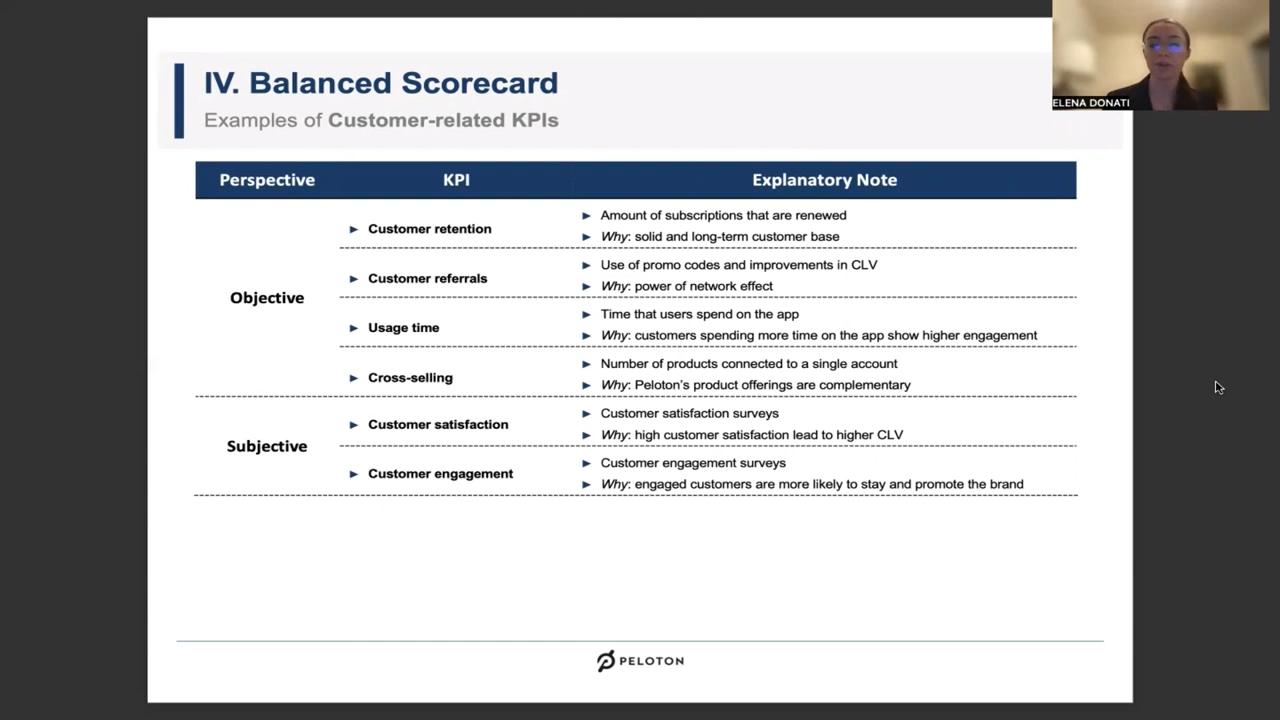 IV. Balanced Scorecard
Examples of Customer-related KPIs
ELENA DONATI
Perspective KPI Explanatory Note
Objective
► Customer retention
► Amount of subscriptions that are renewed
► Why: solid and long-term customer base
► Customer referrals
► Use of promo codes and improvements in CLV
► Why: power of network effect
► Usage time
► Time that users spend on the app
► Why: customers spending more time on the app show higher engagement
► Cross-selling
► Number of products connected to a single account
► Why: Peloton's product offerings are complementary
Subjective
► Customer satisfaction
► Customer satisfaction surveys
► Why: high customer satisfaction lead to higher CLV
► Customer engagement
► Customer engagement surveys
► Why: engaged customers are more likely to stay and promote the brand
PELOTON